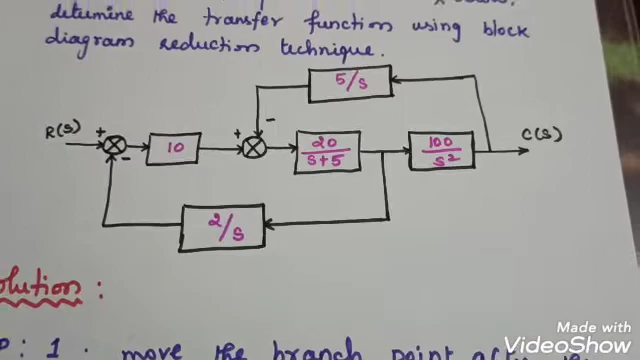 ditumine the transfer function using block
diagram reduction technique.
5/s
R(s)
+
-
10
+
-
20
s+5
100
s²
C(s)
2/s
olution :
P : 1 . move the branch point
Made with
VideoShow